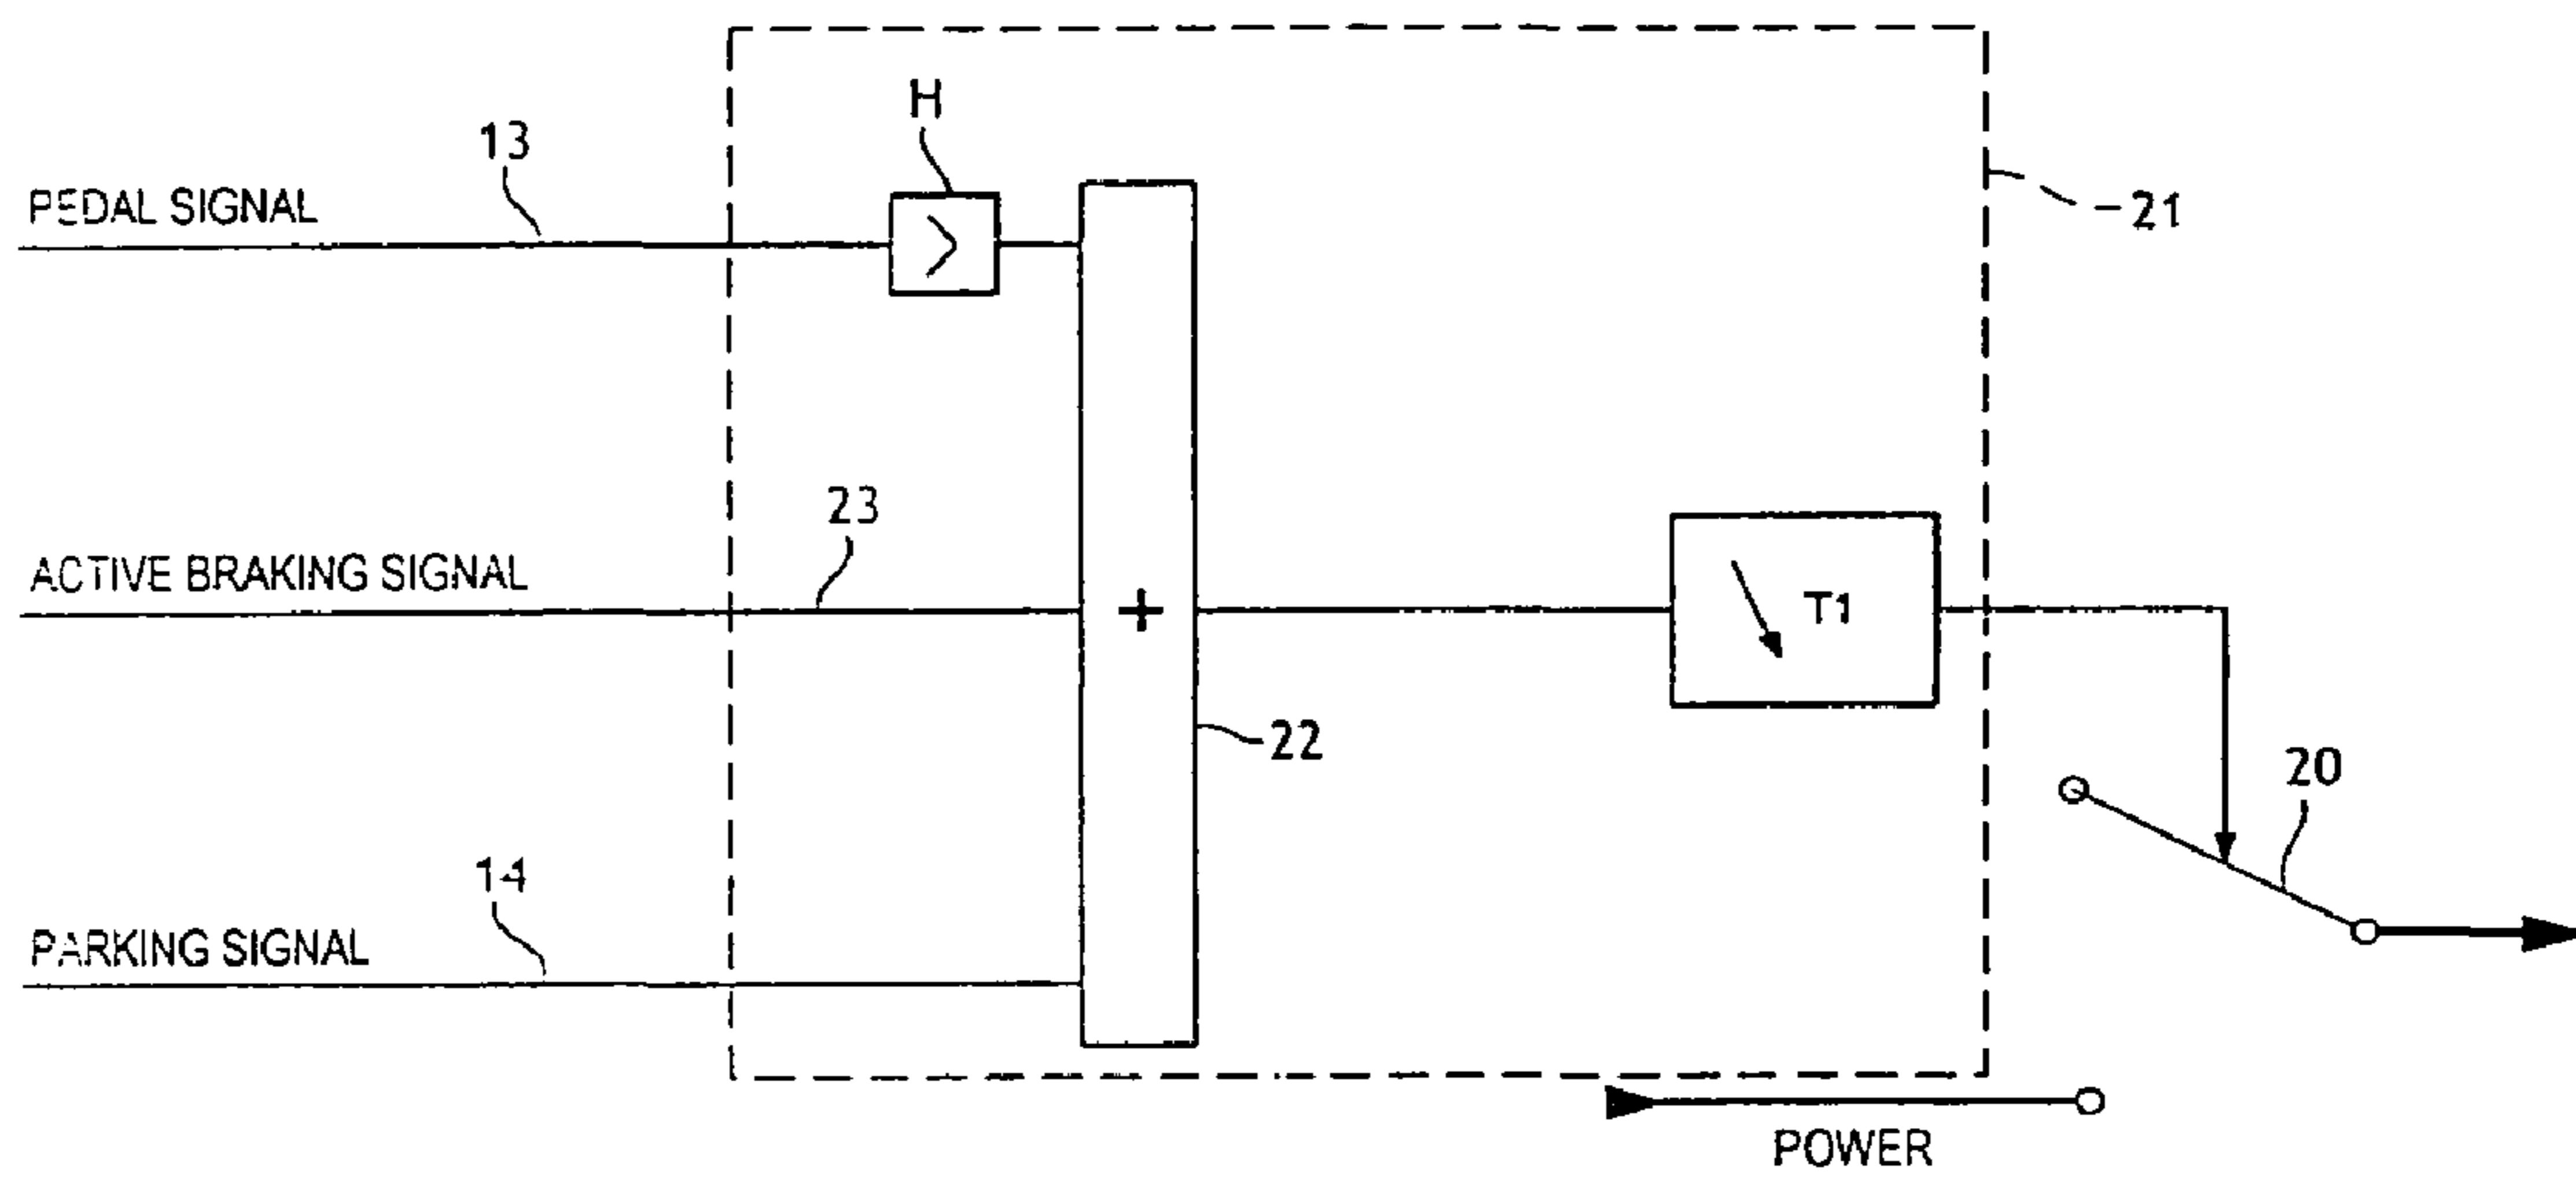 H
13
PEDAL SIGNAL
21
23
ACTIVE BRAKING SIGNAL
+
T1
22
20
14
PARKING SIGNAL
POWER